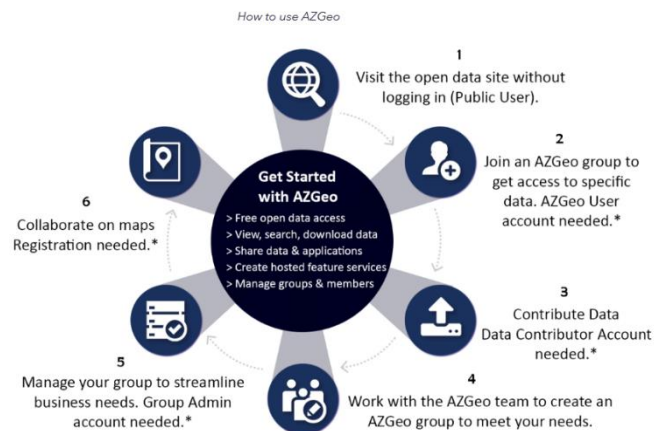 How to use AZGeo
1
Visit the open data site without
logging in (Public User).
2
Join an AZGeo group to
get access to specific
data. AZGeo User
account needed.*
3
Contribute Data
Data Contributor Account
needed.*
4
Work with the AZGeo team to create an
AZGeo group to meet your needs.
5
Manage your group to streamline
business needs. Group Admin
account needed.*
6
Collaborate on maps
Registration needed.*
Get Started
with AZGeo
> Free open data access
> View, search, download data
> Share data & applications
> Create hosted feature services
> Manage groups & members